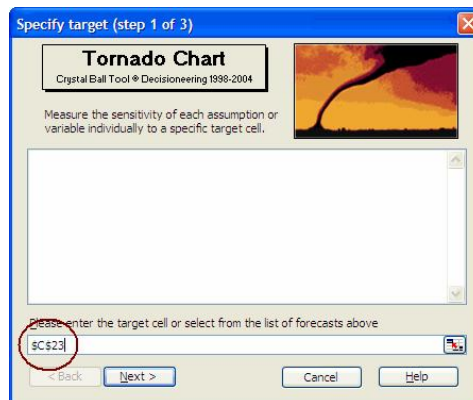 Specify target (step 1 of 3)
Tornado Chart
Crystal Ball Tool ® Decisioneering 1998-2004
Measure the sensitivity of each assumption or
variable individually to a specific target cell.
Please enter the target cell or select from the list of forecasts above
$C$23
< Back
Next >
Cancel
Help